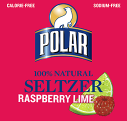 CALORIE-FREE SODIUM-FREE
POLAR
100% NATURAL
SELTZER
RASPBERRY LIME